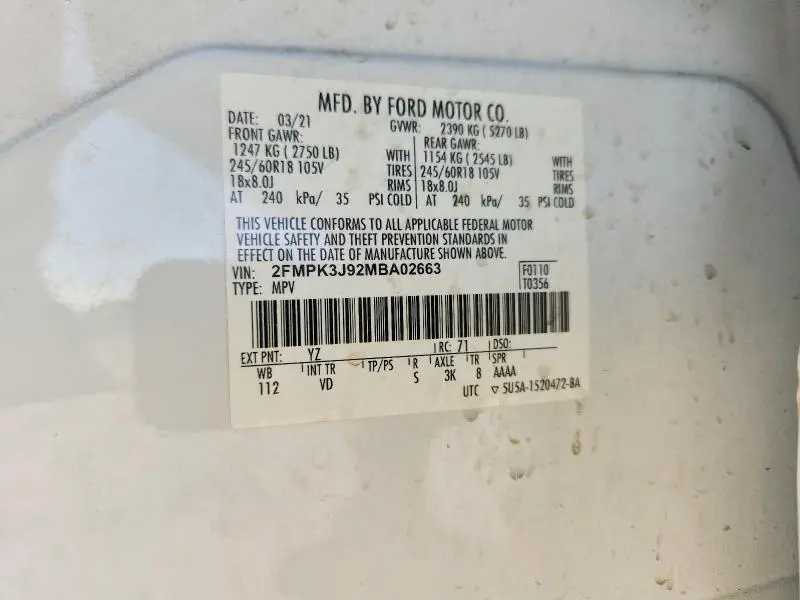 MFD. BY FORD MOTOR CO.
DATE: 03/21 GVWR: 2390 KG ( 5270 LB)
FRONT GAWR: REAR GAWR:
1247 KG ( 2750 LB) WITH 1154 KG ( 2545 LB) WITH
245/60R18 105V TIRES 245/60R18 105V TIRES
18x8.0J RIMS 18x8.0J RIMS
AT 240 kPa/ 35 PSI COLD AT 240 kPa/ 35 PSI COLD
THIS VEHICLE CONFORMS TO ALL APPLICABLE FEDERAL MOTOR
VEHICLE SAFETY AND THEFT PREVENTION STANDARDS IN
EFFECT ON THE DATE OF MANUFACTURE SHOWN ABOVE.
VIN: 2FMPK3J92MBA02663 F0110
TYPE: MPV T0356
EXT PNT: YZ RC: 71 DSO:
WB INT TR TP/PS R AXLE TR SPR
112 VD S 3K 8 AAAA
UTC ▽ 5U5A-1520472-BA